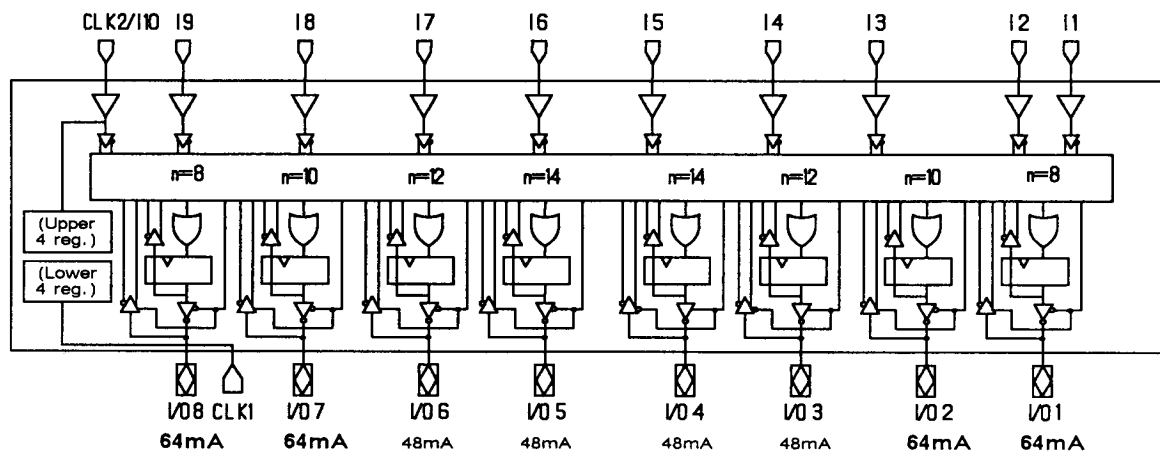 CLK2/I10 I9 I8 I7 I6 I5 I4 I3 I2 I1
n=8 n=10 n=12 n=14 n=14 n=12 n=10 n=8
(Upper
4 reg.)
(Lower
4 reg.)
I/O8 CLK1 I/O7 I/O6 I/O5 I/O4 I/O3 I/O2 I/O1
64mA 64mA 48mA 48mA 48mA 48mA 64mA 64mA